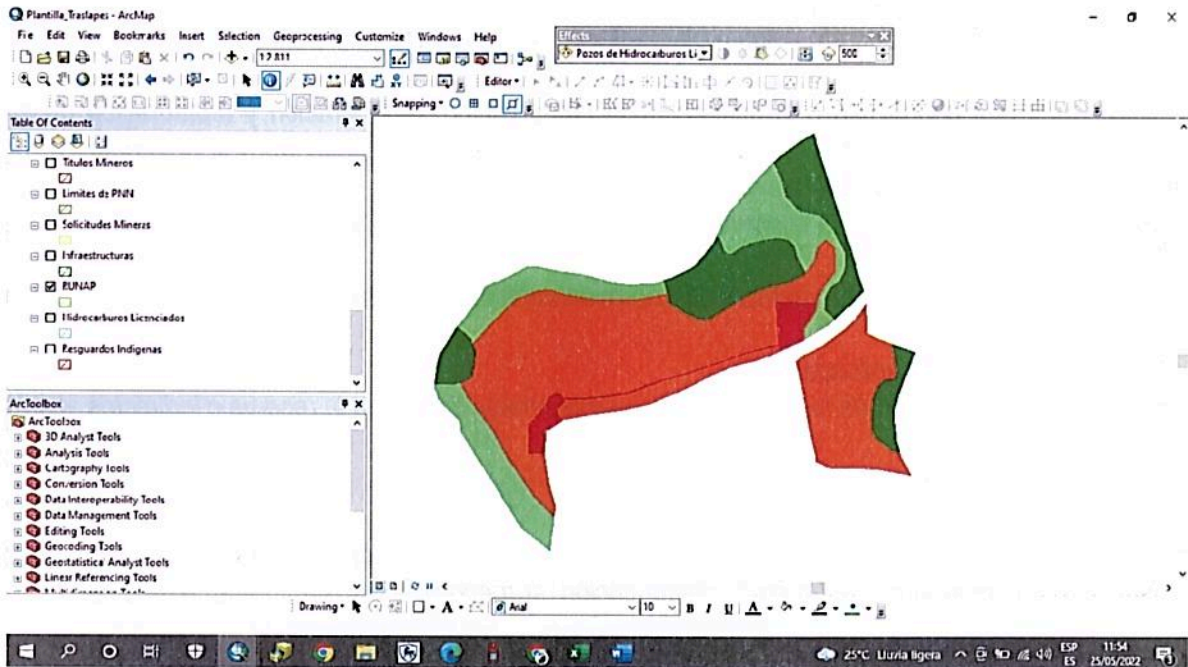 Plantilla_Traslapes - ArcMap
File Edit View Bookmarks Insert Selection Geoprocessing Customize Windows Help
1:2.811
Effects
Pozos de Hidrocarburos Li
500
Editor
Snapping
Table Of Contents
Titulos Mineros
Limites de PNN
Solicitudes Mineras
Infraestructuras
RUNAP
Hidrocarburos Licenciados
Resguardos Indigenas
ArcToolbox
ArcToolbox
3D Analyst Tools
Analysis Tools
Cartography Tools
Conversion Tools
Data Interoperability Tools
Data Management Tools
Editing Tools
Geocoding Tools
Geostatistical Analyst Tools
Linear Referencing Tools
Multidimension Tools
Drawing
A
Arial
10
B I U A
25°C Lluvia ligera
ESP
ES
11:54
25/05/2022
3